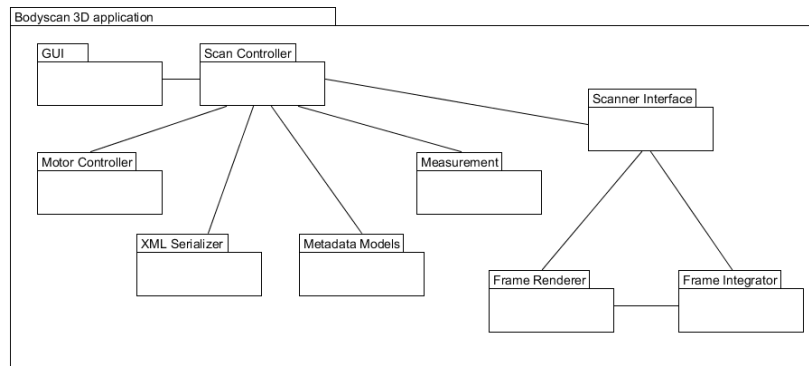 Bodyscan 3D application
GUI
Scan Controller
Scanner Interface
Motor Controller
Measurement
XML Serializer
Metadata Models
Frame Renderer
Frame Integrator